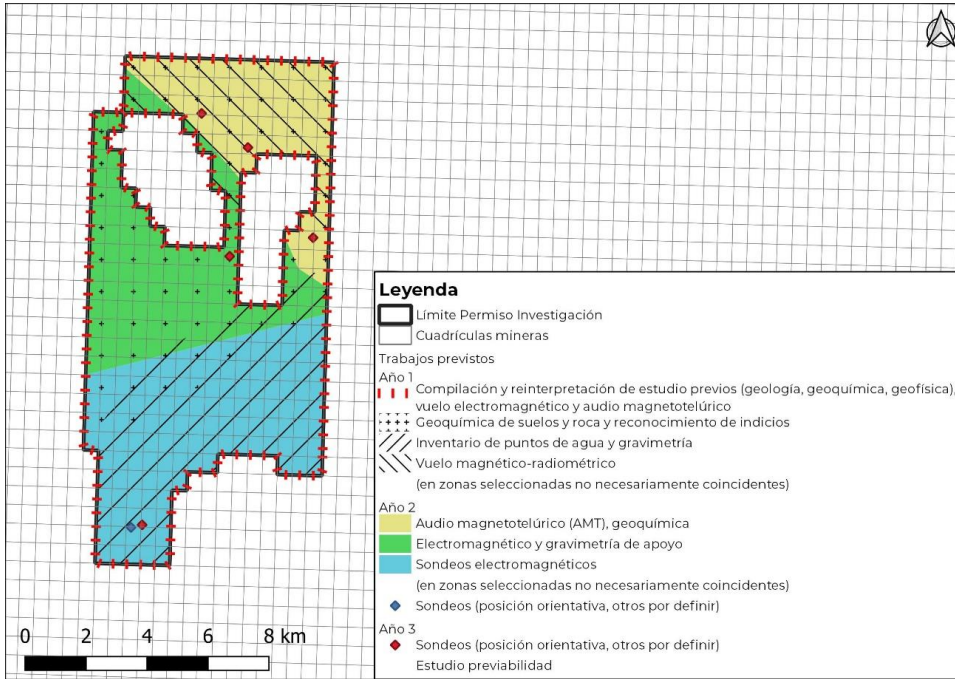 0 2 4 6 8 km
Leyenda
Límite Permiso Investigación
Cuadrículas mineras
Trabajos previstos
Año 1
Compilación y reinterpretación de estudio previos (geología, geoquímica, geofísica),
vuelo electromagnético y audio magnetotelúrico
Geoquímica de suelos y roca y reconocimiento de indicios
Inventario de puntos de agua y gravimetría
Vuelo magnético-radiométrico
(en zonas seleccionadas no necesariamente coincidentes)
Año 2
Audio magnetotelúrico (AMT), geoquímica
Electromagnético y gravimetría de apoyo
Sondeos electromagnéticos
(en zonas seleccionadas no necesariamente coincidentes)
Sondeos (posición orientativa, otros por definir)
Año 3
Sondeos (posición orientativa, otros por definir)
Estudio previabilidad